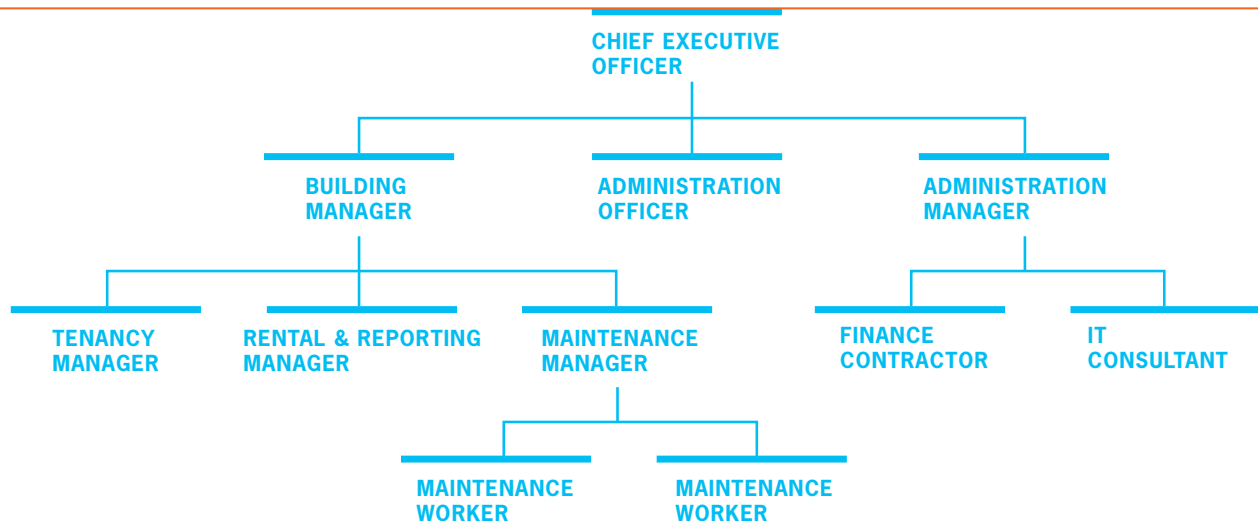 CHIEF EXECUTIVE
OFFICER
BUILDING
MANAGER
ADMINISTRATION
OFFICER
ADMINISTRATION
MANAGER
TENANCY
MANAGER
RENTAL & REPORTING
MANAGER
MAINTENANCE
MANAGER
FINANCE
CONTRACTOR
IT
CONSULTANT
MAINTENANCE
WORKER
MAINTENANCE
WORKER